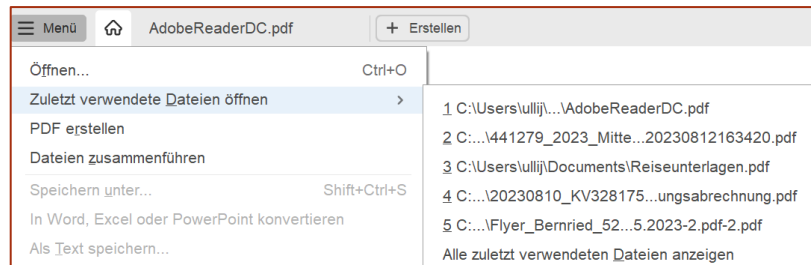 Menü AdobeReaderDC.pdf + Erstellen
Öffnen... Ctrl+O
Zuletzt verwendete Dateien öffnen >
PDF erstellen
Dateien zusammenführen
Speichern unter... Shift+Ctrl+S
In Word, Excel oder PowerPoint konvertieren
Als Text speichern...
1 C:\Users\ullij\...\AdobeReaderDC.pdf
2 C:...\441279_2023_Mitte...20230812163420.pdf
3 C:\Users\ullij\Documents\Reiseunterlagen.pdf
4 C:...\20230810_KV328175...ungsabrechnung.pdf
5 C:...\Flyer_Bernried_52...5.2023-2.pdf-2.pdf
Alle zuletzt verwendeten Dateien anzeigen